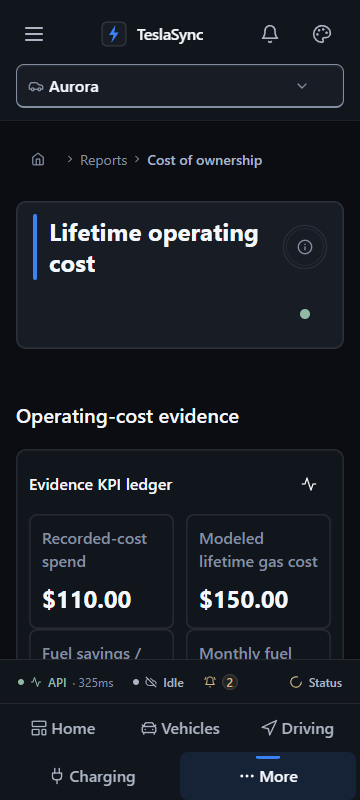 TeslaSync
Aurora
Reports Cost of ownership
Lifetime operating
cost
Operating-cost evidence
Evidence KPI ledger
Recorded-cost
spend
$110.00
Modeled
lifetime gas cost
$150.00
Fuel savings /
Monthly fuel
API · 325ms Idle 2 Status
Home Vehicles Driving
Charging More